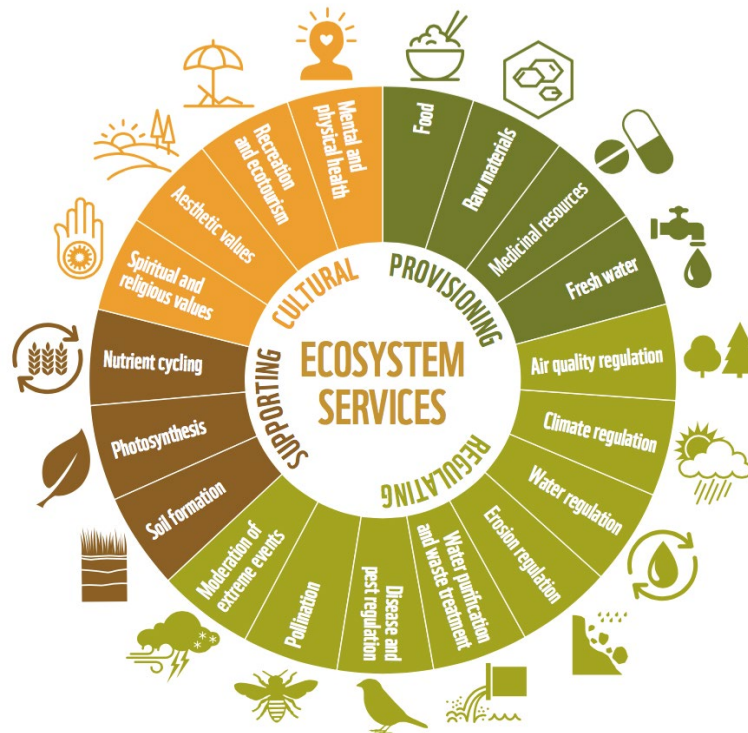 ECOSYSTEM
SERVICES
PROVISIONING
Food
Raw materials
Medicinal resources
Fresh water
REGULATING
Air quality regulation
Climate regulation
Water regulation
Erosion regulation
Water purification
and waste treatment
Disease and
pest regulation
Pollination
Moderation of
extreme events
SUPPORTING
Soil formation
Photosynthesis
Nutrient cycling
CULTURAL
Spiritual and
religious values
Aesthetic values
Recreation
and ecotourism
Mental and
physical health